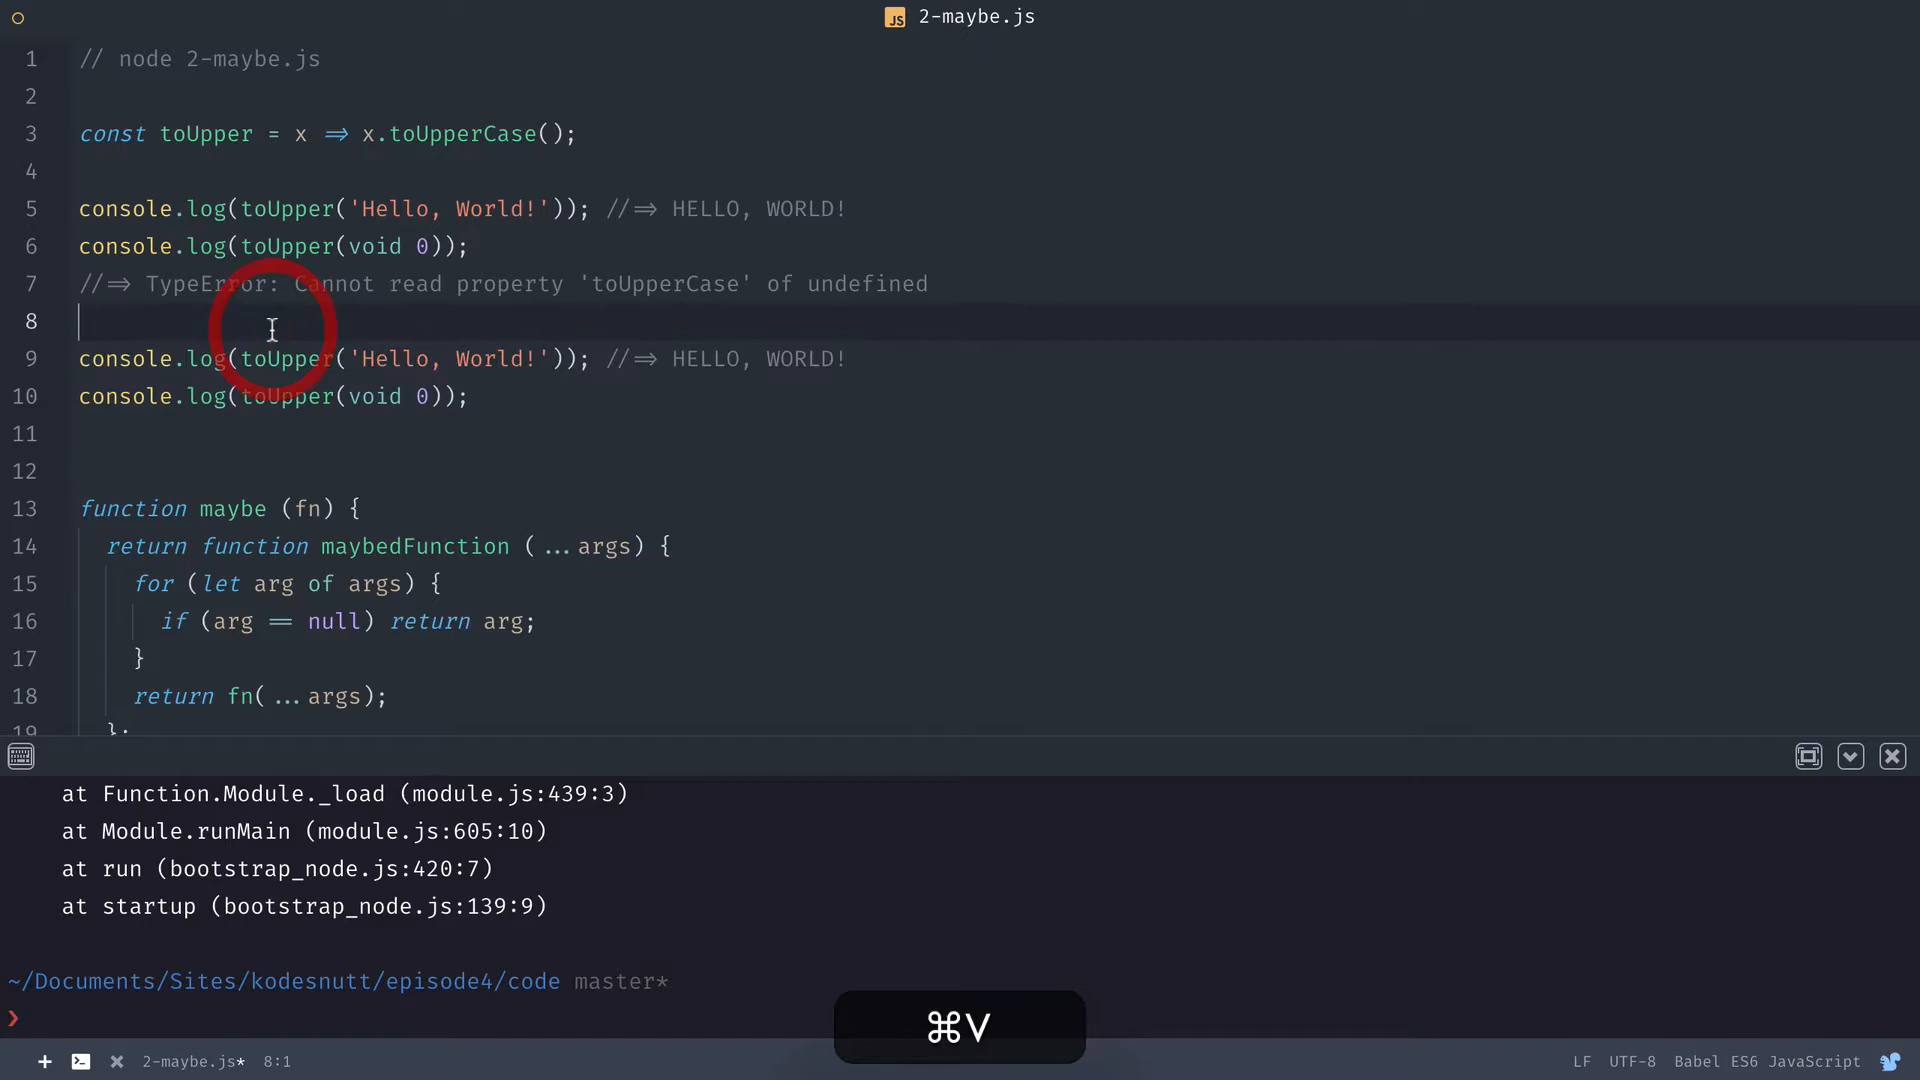 JS 2-maybe.js
1 // node 2-maybe.js
2
3 const toUpper = x => x.toUpperCase();
4
5 console.log(toUpper('Hello, World!')); //=> HELLO, WORLD!
6 console.log(toUpper(void 0));
7 //=> TypeError: Cannot read property 'toUpperCase' of undefined
8
9 console.log(toUpper('Hello, World!')); //=> HELLO, WORLD!
10 console.log(toUpper(void 0));
11
12
13 function maybe (fn) {
14 return function maybedFunction (...args) {
15 for (let arg of args) {
16 if (arg == null) return arg;
17 }
18 return fn(...args);
19 };
at Function.Module._load (module.js:439:3)
at Module.runMain (module.js:605:10)
at run (bootstrap_node.js:420:7)
at startup (bootstrap_node.js:139:9)
~/Documents/Sites/kodesnutt/episode4/code master*
❯
⌘V
2-maybe.js* 8:1 LF UTF-8 Babel ES6 JavaScript